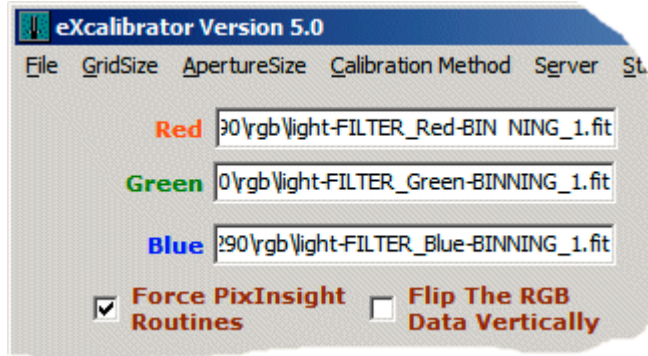 eXcalibrator Version 5.0
File GridSize ApertureSize Calibration Method Server St
Red 90\rgb\light-FILTER_Red-BIN NING_1.fit
Green 0\rgb\light-FILTER_Green-BINNING_1.fit
Blue 290\rgb\light-FILTER_Blue-BINNING_1.fit
Force PixInsight Routines
Flip The RGB Data Vertically